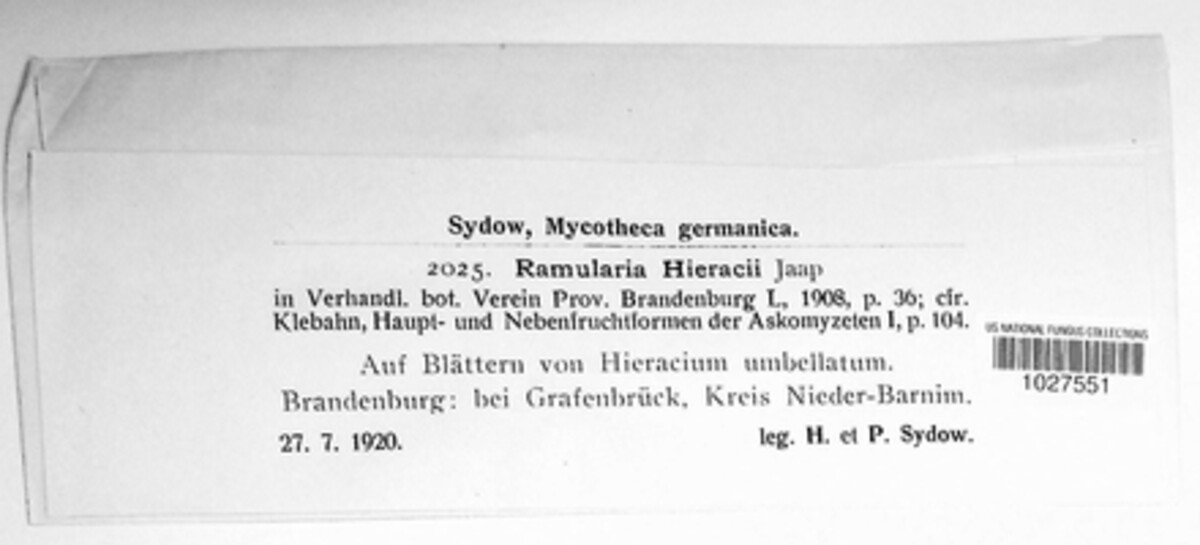 Sydow, Mycotheca germanica.
2025. Ramularia Hieracii Jaap
in Verhandl. bot. Verein Prov. Brandenburg L, 1908, p. 36; cfr.
Klebahn, Haupt- und Nebenfruchtformen der Askomyzeten I, p. 104.
Auf Blättern von Hieracium umbellatum.
Brandenburg: bei Grafenbrück, Kreis Nieder-Barnim.
27. 7. 1920. leg. H. et P. Sydow.
US NATIONAL FUNGUS COLLECTIONS
1027551